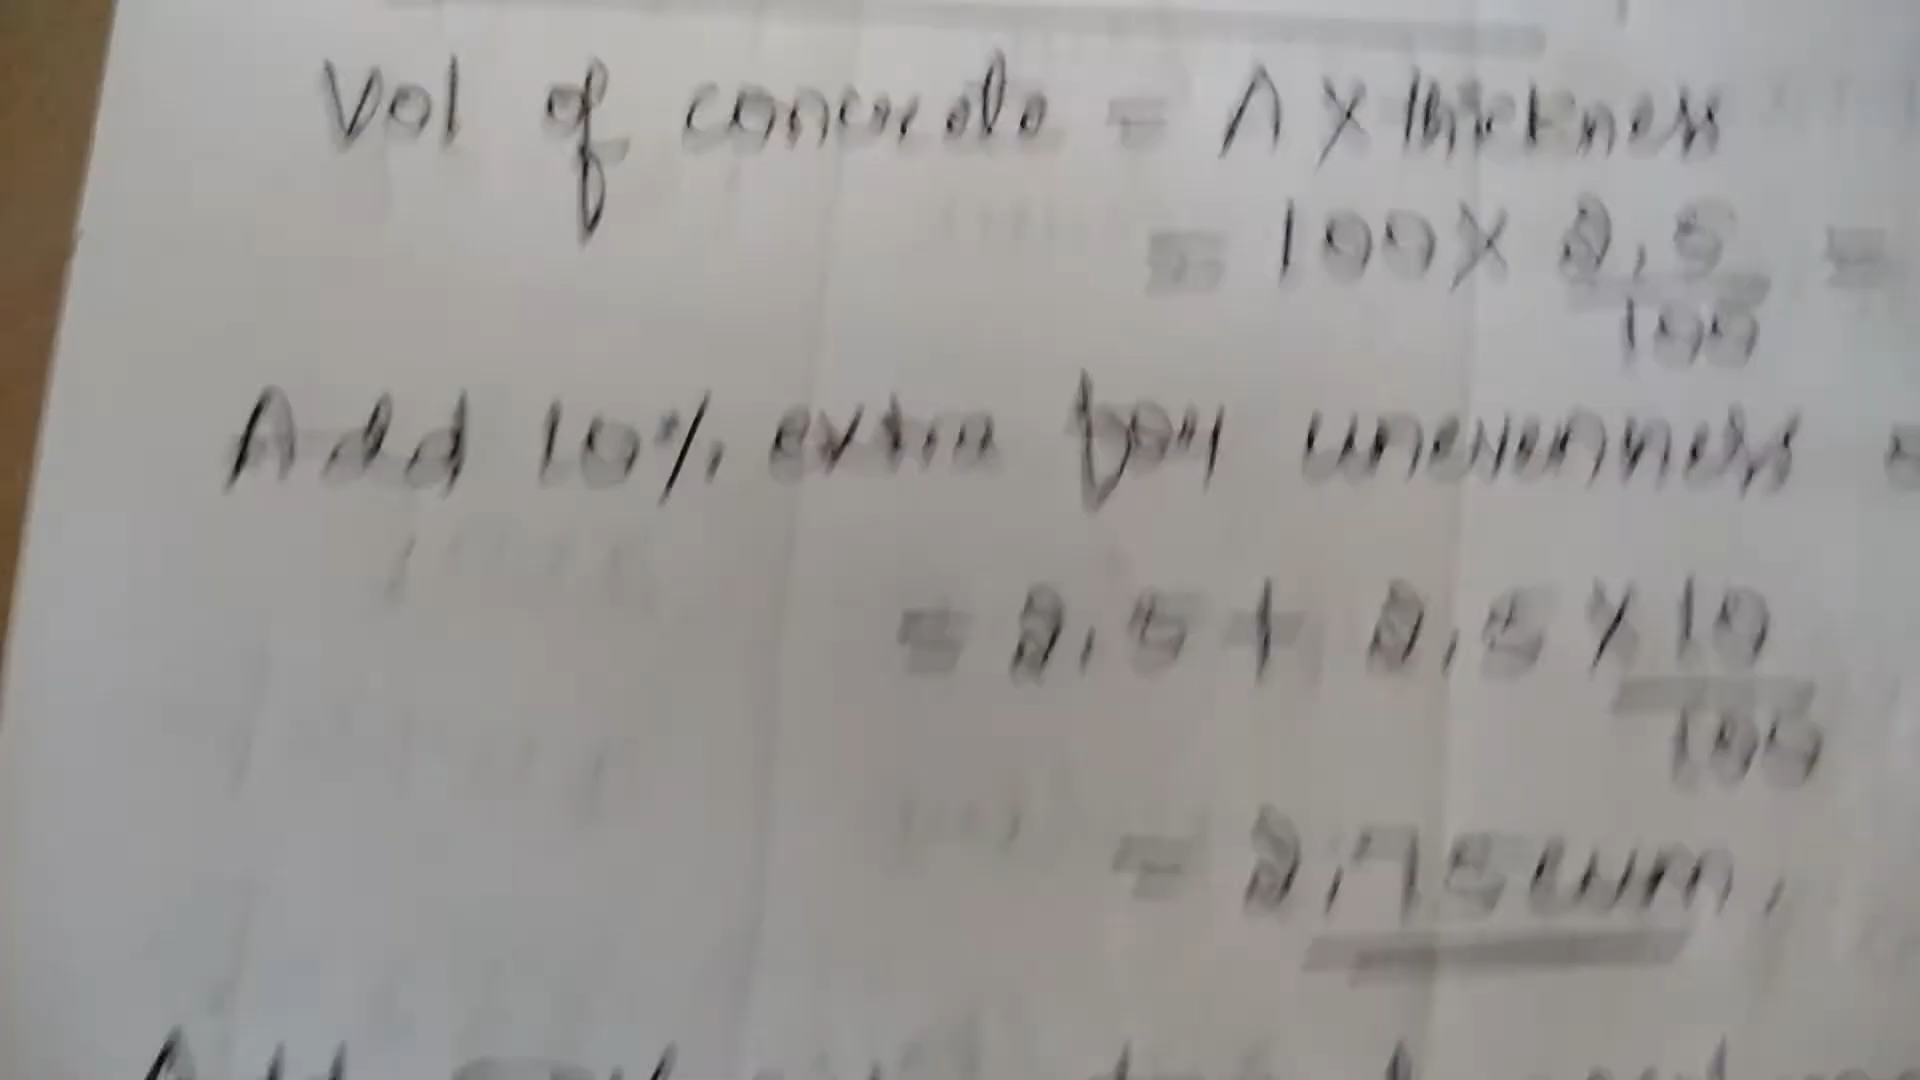 Vol of concrete = A x thickness
= 100 x 2.5/100 =
Add 10% extra for unevenness =
= 2.5 + 2.5 x 10/100
= 2.75 cum.
Add